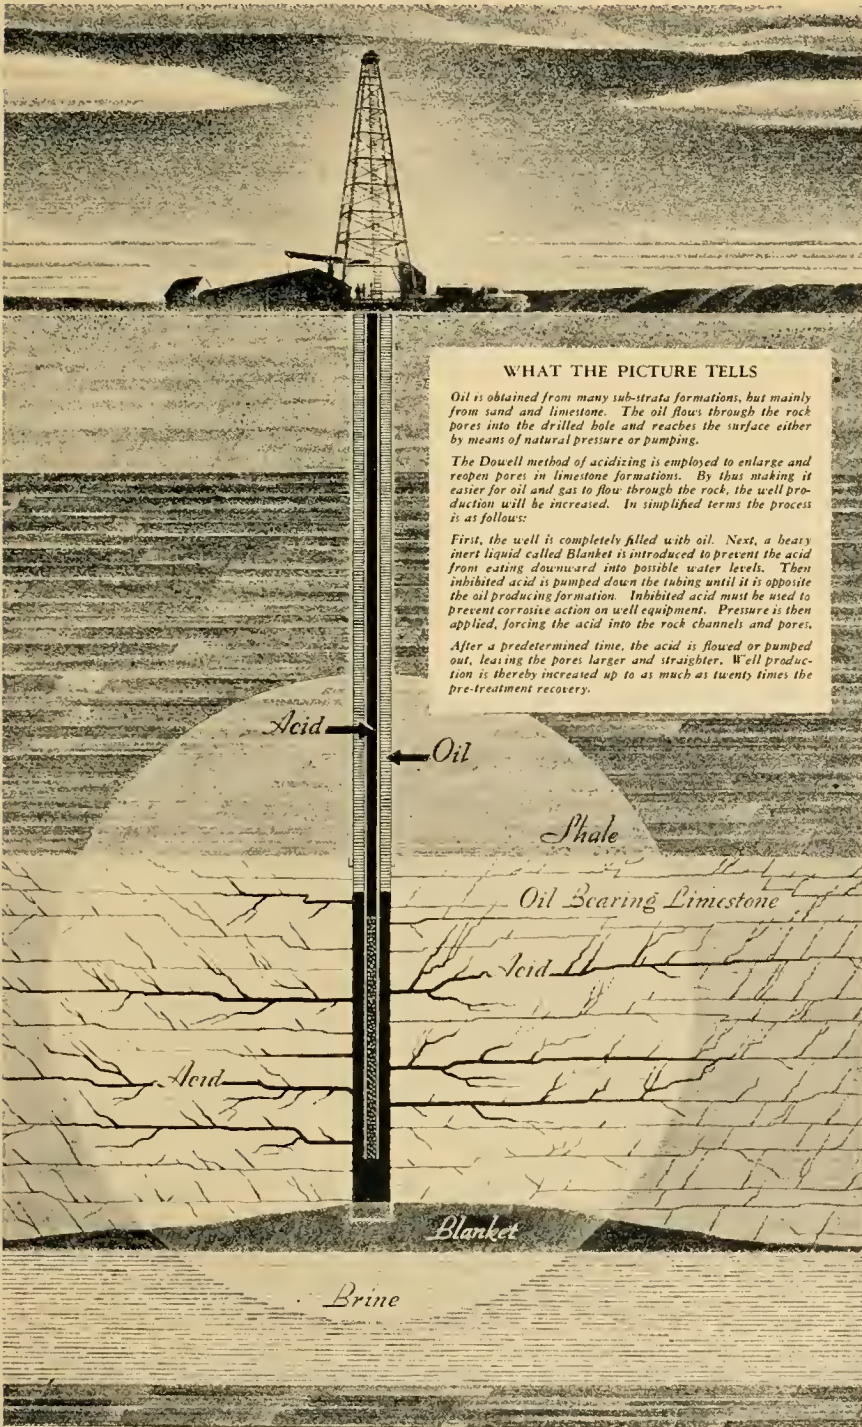 WHAT THE PICTURE TELLS
Oil is obtained from many sub-strata formations, but mainly
from sand and limestone. The oil flows through the rock
pores into the drilled hole and reaches the surface either
by means of natural pressure or pumping.
The Dowell method of acidizing is employed to enlarge and
reopen pores in limestone formations. By thus making it
easier for oil and gas to flow through the rock, the well pro-
duction will be increased. In simplified terms the process
is as follows:
First, the well is completely filled with oil. Next, a heavy
inert liquid called Blanket is introduced to prevent the acid
from eating downward into possible water levels. Then
inhibited acid is pumped down the tubing until it is opposite
the oil producing formation. Inhibited acid must be used to
prevent corrosive action on well equipment. Pressure is then
applied, forcing the acid into the rock channels and pores.
After a predetermined time, the acid is flowed or pumped
out, leaving the pores larger and straighter. Well produc-
tion is thereby increased up to as much as twenty times the
pre-treatment recovery.
Acid
Oil
Shale
Oil Bearing Limestone
Acid
Acid
Blanket
Brine